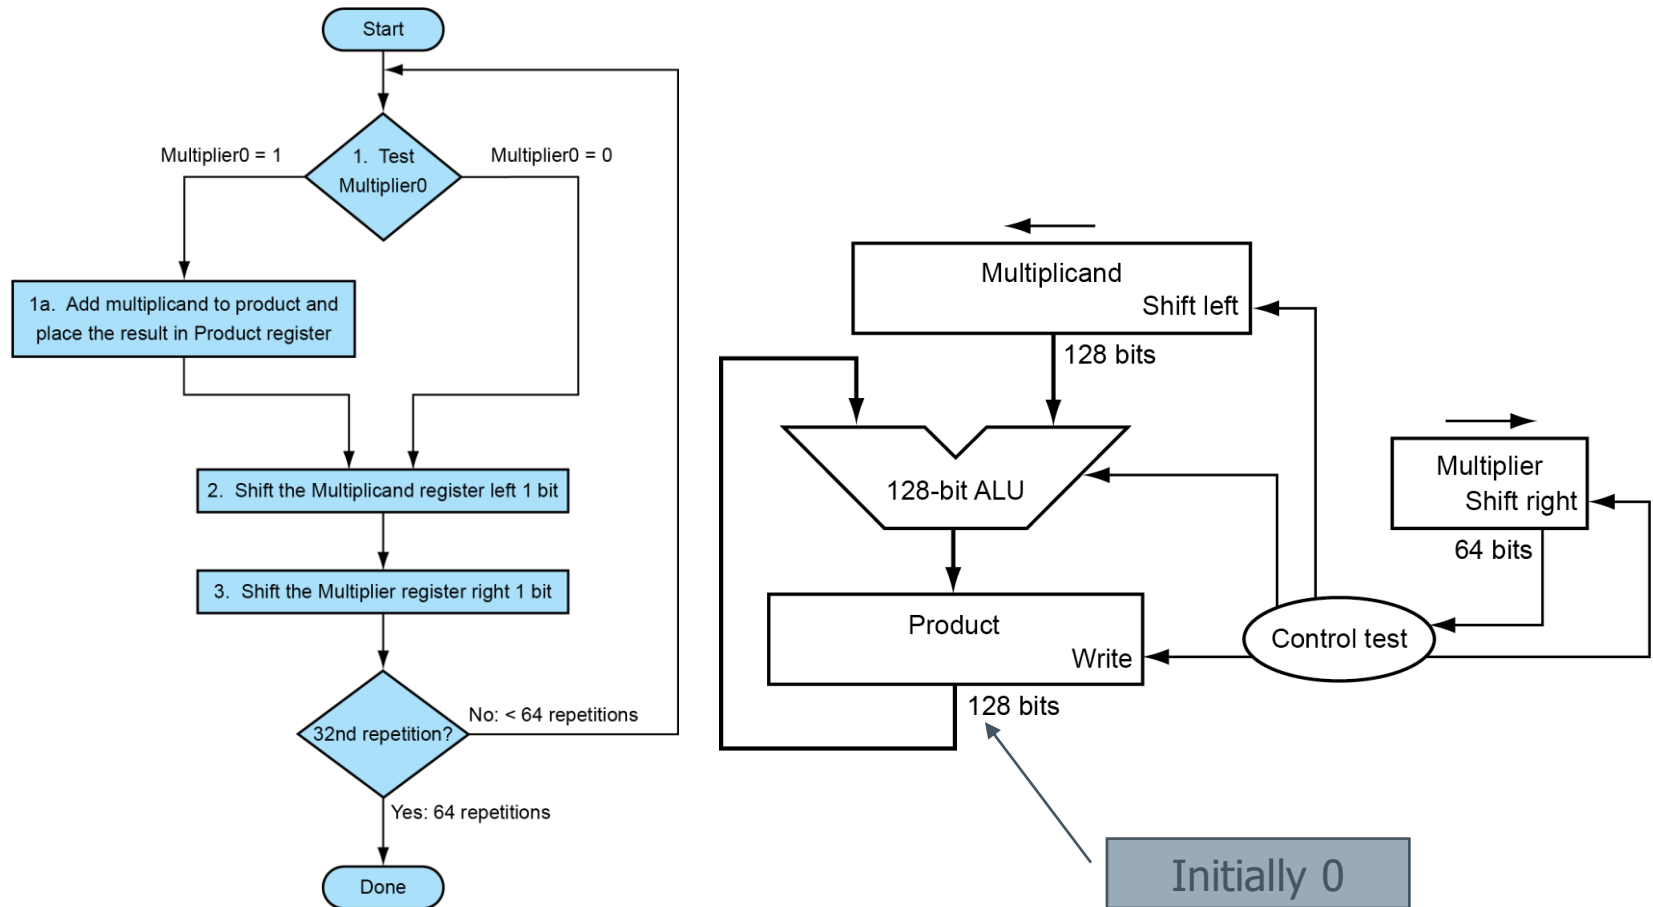 Start
Multiplier0 = 1
1. Test
Multiplier0
Multiplier0 = 0
1a. Add multiplicand to product and
place the result in Product register
2. Shift the Multiplicand register left 1 bit
3. Shift the Multiplier register right 1 bit
32nd repetition?
No: < 64 repetitions
Yes: 64 repetitions
Done
Multiplicand
Shift left
128 bits
128-bit ALU
Multiplier
Shift right
64 bits
Product
Write
Control test
128 bits
Initially 0